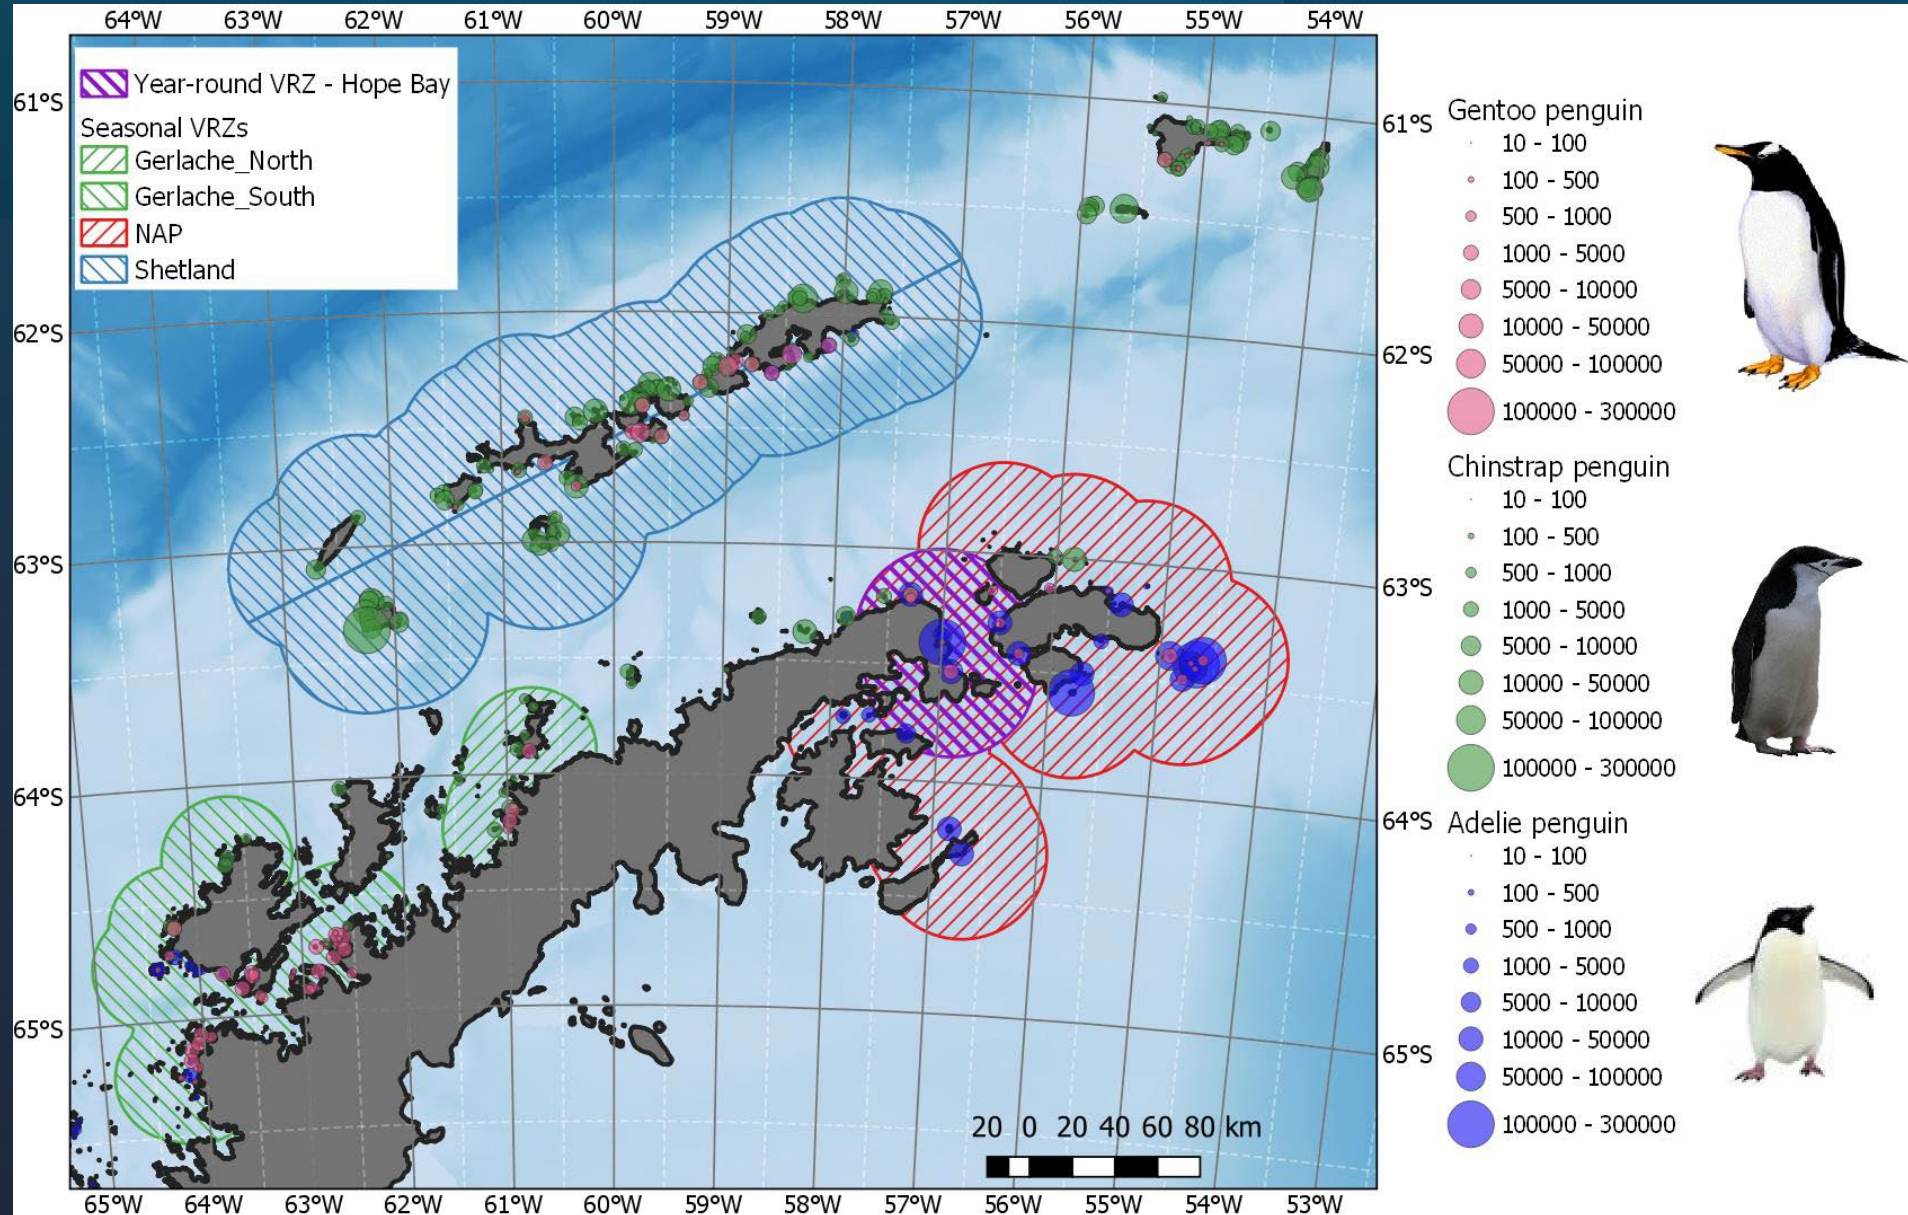 64°W 63°W 62°W 61°W 60°W 59°W 58°W 57°W 56°W 55°W 54°W
Year-round VRZ - Hope Bay
Seasonal VRZs
Gerlache_North
Gerlache_South
NAP
Shetland
61°S
62°S
63°S
64°S
65°S
61°S
62°S
63°S
64°S
65°S
20 0 20 40 60 80 km
65°W 64°W 63°W 62°W 61°W 60°W 59°W 58°W 57°W 56°W 55°W 54°W 53°W
Gentoo penguin
10 - 100
100 - 500
500 - 1000
1000 - 5000
5000 - 10000
10000 - 50000
50000 - 100000
100000 - 300000
Chinstrap penguin
10 - 100
100 - 500
500 - 1000
1000 - 5000
5000 - 10000
10000 - 50000
50000 - 100000
100000 - 300000
Adelie penguin
10 - 100
100 - 500
500 - 1000
1000 - 5000
5000 - 10000
10000 - 50000
50000 - 100000
100000 - 300000